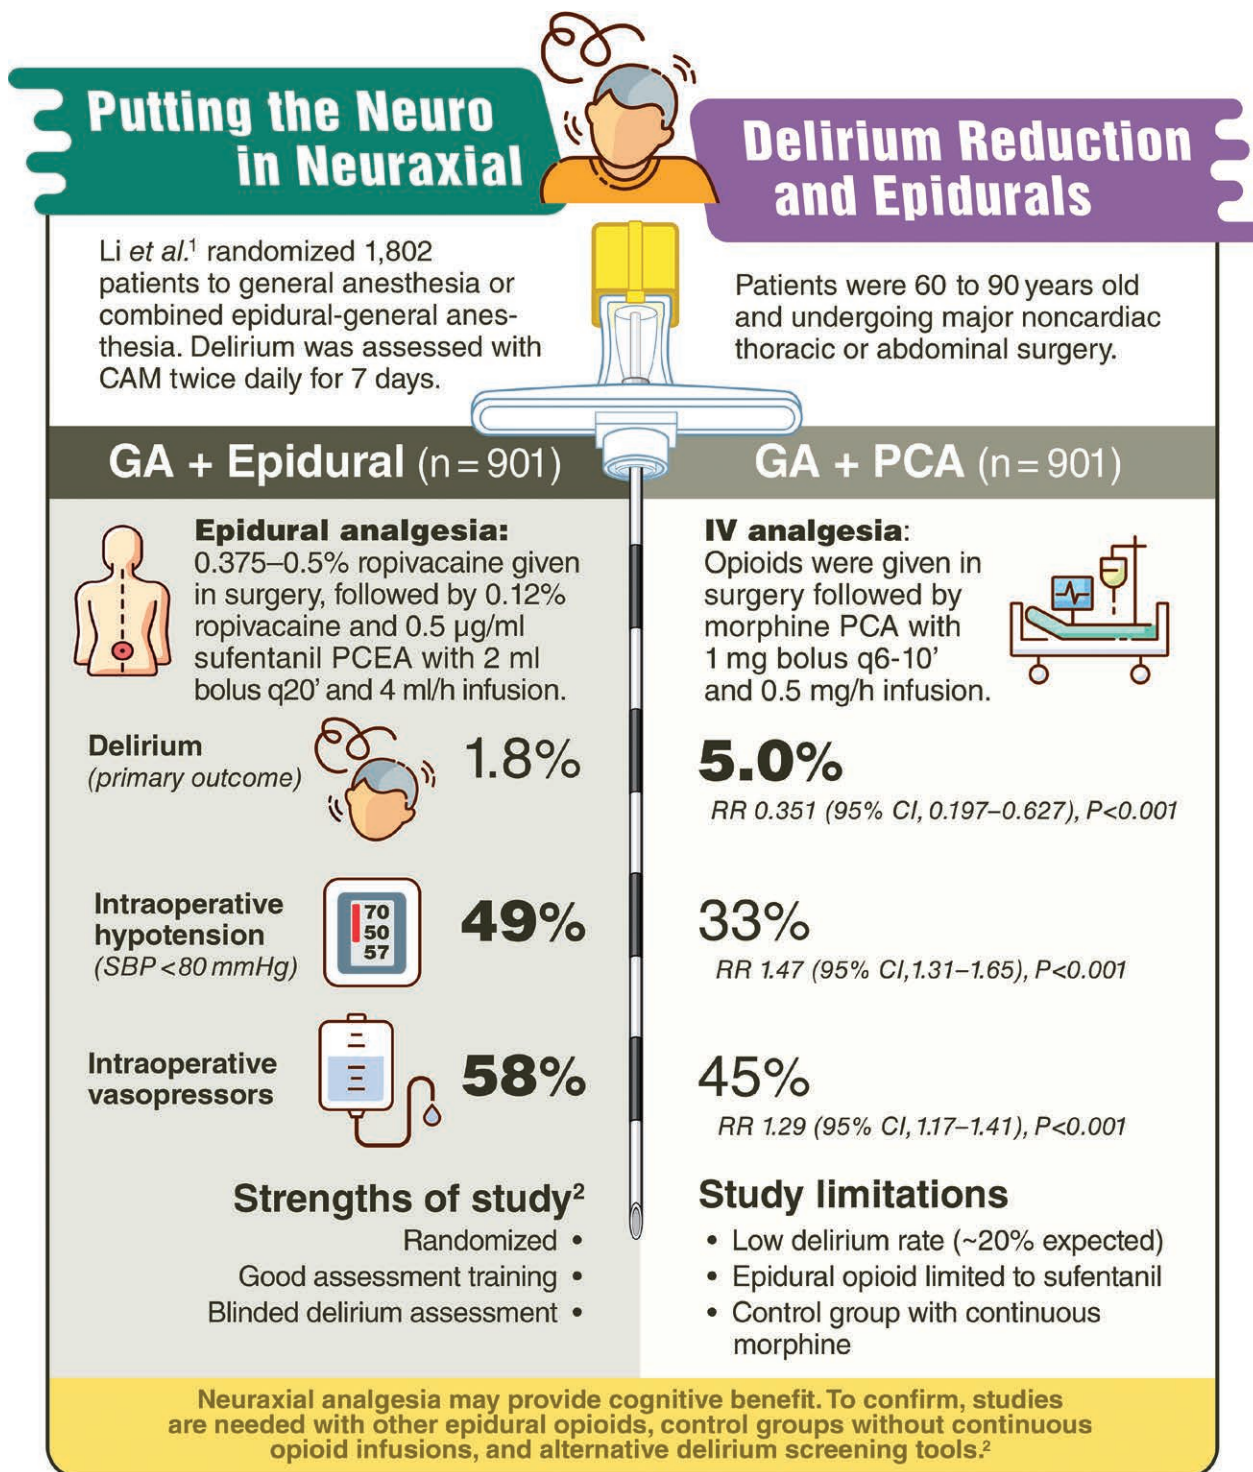 Putting the Neuro
in Neuraxial
Delirium Reduction
and Epidurals
Li et al.¹ randomized 1,802
patients to general anesthesia or
combined epidural-general anes-
thesia. Delirium was assessed with
CAM twice daily for 7 days.
Patients were 60 to 90 years old
and undergoing major noncardiac
thoracic or abdominal surgery.
GA + Epidural (n = 901)
GA + PCA (n = 901)
Epidural analgesia:
0.375–0.5% ropivacaine given
in surgery, followed by 0.12%
ropivacaine and 0.5 µg/ml
sufentanil PCEA with 2 ml
bolus q20' and 4 ml/h infusion.
IV analgesia:
Opioids were given in
surgery followed by
morphine PCA with
1 mg bolus q6-10'
and 0.5 mg/h infusion.
Delirium
(primary outcome)
1.8%
5.0%
RR 0.351 (95% CI, 0.197–0.627), P<0.001
Intraoperative
hypotension
(SBP < 80 mmHg)
70
50
57
49%
33%
RR 1.47 (95% CI, 1.31–1.65), P<0.001
Intraoperative
vasopressors
58%
45%
RR 1.29 (95% CI, 1.17–1.41), P<0.001
Strengths of study²
Randomized •
Good assessment training •
Blinded delirium assessment •
Study limitations
• Low delirium rate (~20% expected)
• Epidural opioid limited to sufentanil
• Control group with continuous
morphine
Neuraxial analgesia may provide cognitive benefit. To confirm, studies
are needed with other epidural opioids, control groups without continuous
opioid infusions, and alternative delirium screening tools.²